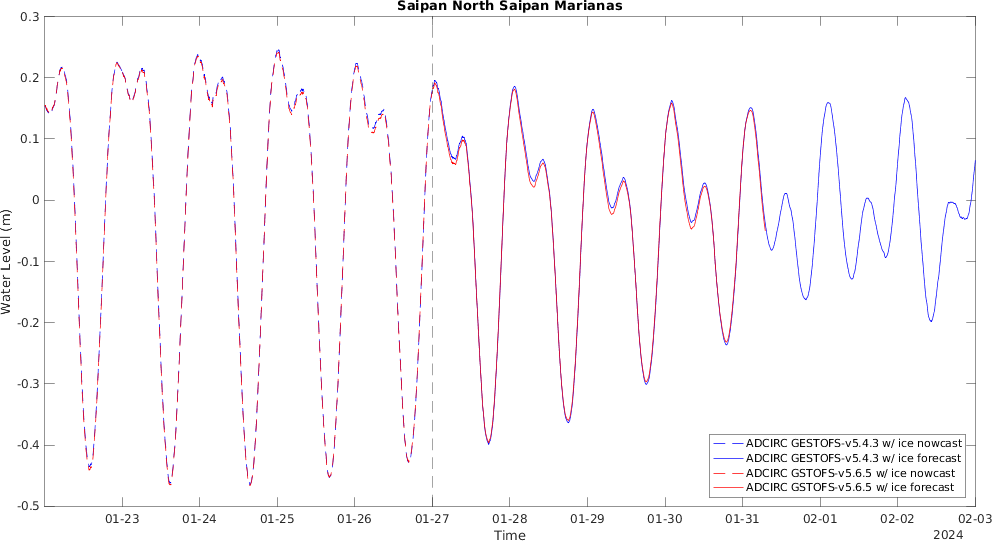 Saipan North Saipan Marianas
0.3
0.2
0.1
0
-0.1
-0.2
-0.3
-0.4
-0.5
Water Level (m)
ADCIRC GESTOFS-v5.4.3 w/ ice nowcast
ADCIRC GESTOFS-v5.4.3 w/ ice forecast
ADCIRC GSTOFS-v5.6.5 w/ ice nowcast
ADCIRC GSTOFS-v5.6.5 w/ ice forecast
01-23 01-24 01-25 01-26 01-27 01-28 01-29 01-30 01-31 02-01 02-02 02-03
Time
2024